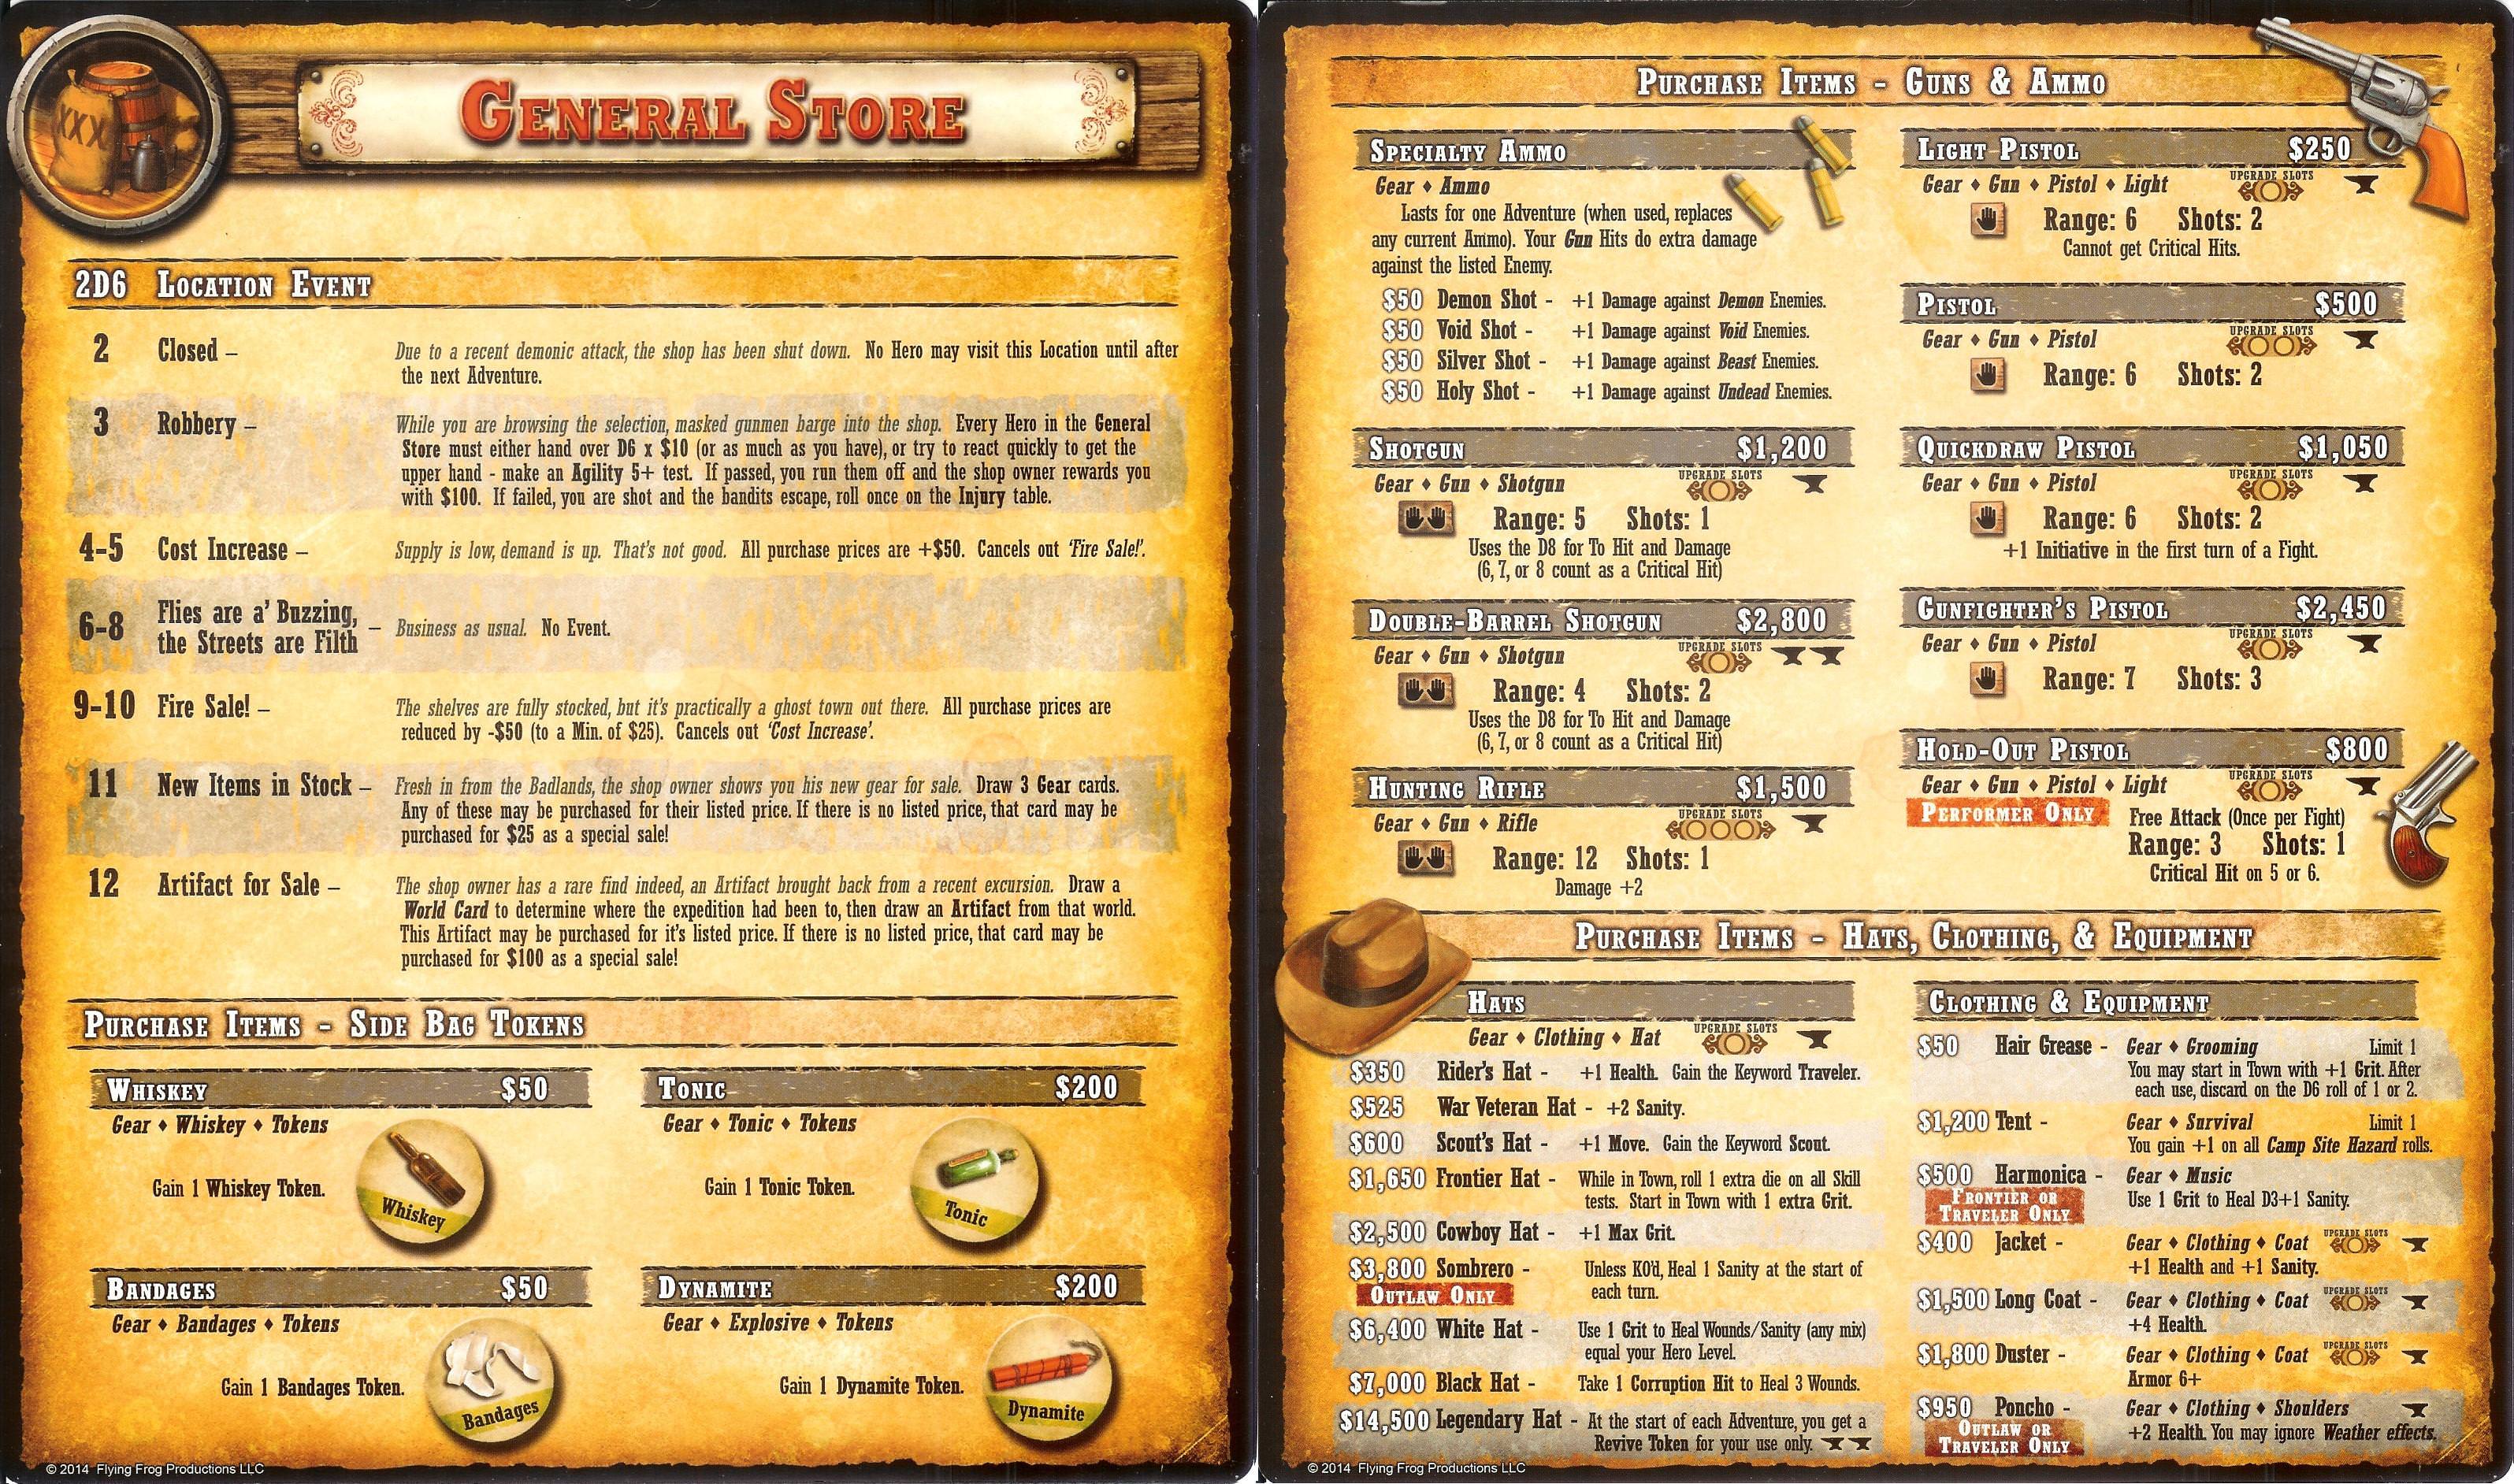 XXX
GENERAL STORE
2D6 LOCATION EVENT
2 Closed – Due to a recent demonic attack, the shop has been shut down. No Hero may visit this Location until after
the next Adventure.
3 Robbery – While you are browsing the selection, masked gunmen barge into the shop. Every Hero in the General
Store must either hand over D6 x $10 (or as much as you have), or try to react quickly to get the
upper hand - make an Agility 5+ test. If passed, you run them off and the shop owner rewards you
with $100. If failed, you are shot and the bandits escape, roll once on the Injury table.
4-5 Cost Increase – Supply is low, demand is up. That's not good. All purchase prices are +$50. Cancels out 'Fire Sale!'.
6-8 Flies are a' Buzzing,
the Streets are Filth – Business as usual. No Event.
9-10 Fire Sale! – The shelves are fully stocked, but it's practically a ghost town out there. All purchase prices are
reduced by -$50 (to a Min. of $25). Cancels out 'Cost Increase'.
11 New Items in Stock – Fresh in from the Badlands, the shop owner shows you his new gear for sale. Draw 3 Gear cards.
Any of these may be purchased for their listed price. If there is no listed price, that card may be
purchased for $25 as a special sale!
12 Artifact for Sale – The shop owner has a rare find indeed, an Artifact brought back from a recent excursion. Draw a
World Card to determine where the expedition had been to, then draw an Artifact from that world.
This Artifact may be purchased for it's listed price. If there is no listed price, that card may be
purchased for $100 as a special sale!
PURCHASE ITEMS - SIDE BAG TOKENS
WHISKEY $50
Gear ♦ Whiskey ♦ Tokens
Gain 1 Whiskey Token.
Whiskey
TONIC $200
Gear ♦ Tonic ♦ Tokens
Gain 1 Tonic Token.
Tonic
BANDAGES $50
Gear ♦ Bandages ♦ Tokens
Gain 1 Bandages Token.
Bandages
DYNAMITE $200
Gear ♦ Explosive ♦ Tokens
Gain 1 Dynamite Token.
Dynamite
© 2014 Flying Frog Productions LLC
PURCHASE ITEMS - GUNS & AMMO
SPECIALTY AMMO
Gear ♦ Ammo
Lasts for one Adventure (when used, replaces
any current Ammo). Your Gun Hits do extra damage
against the listed Enemy.
$50 Demon Shot - +1 Damage against Demon Enemies.
$50 Void Shot - +1 Damage against Void Enemies.
$50 Silver Shot - +1 Damage against Beast Enemies.
$50 Holy Shot - +1 Damage against Undead Enemies.
SHOTGUN $1,200
Gear ♦ Gun ♦ Shotgun UPGRADE SLOTS
Range: 5 Shots: 1
Uses the D8 for To Hit and Damage
(6, 7, or 8 count as a Critical Hit)
DOUBLE-BARREL SHOTGUN $2,800
Gear ♦ Gun ♦ Shotgun UPGRADE SLOTS
Range: 4 Shots: 2
Uses the D8 for To Hit and Damage
(6, 7, or 8 count as a Critical Hit)
HUNTING RIFLE $1,500
Gear ♦ Gun ♦ Rifle UPGRADE SLOTS
Range: 12 Shots: 1
Damage +2
LIGHT PISTOL $250
Gear ♦ Gun ♦ Pistol ♦ Light UPGRADE SLOTS
Range: 6 Shots: 2
Cannot get Critical Hits.
PISTOL $500
Gear ♦ Gun ♦ Pistol UPGRADE SLOTS
Range: 6 Shots: 2
QUICKDRAW PISTOL $1,050
Gear ♦ Gun ♦ Pistol UPGRADE SLOTS
Range: 6 Shots: 2
+1 Initiative in the first turn of a Fight.
GUNFIGHTER'S PISTOL $2,450
Gear ♦ Gun ♦ Pistol UPGRADE SLOTS
Range: 7 Shots: 3
HOLD-OUT PISTOL $800
Gear ♦ Gun ♦ Pistol ♦ Light UPGRADE SLOTS
PERFORMER ONLY Free Attack (Once per Fight)
Range: 3 Shots: 1
Critical Hit on 5 or 6.
PURCHASE ITEMS - HATS, CLOTHING, & EQUIPMENT
HATS
Gear ♦ Clothing ♦ Hat UPGRADE SLOTS
$350 Rider's Hat - +1 Health. Gain the Keyword Traveler.
$525 War Veteran Hat - +2 Sanity.
$600 Scout's Hat - +1 Move. Gain the Keyword Scout.
$1,650 Frontier Hat - While in Town, roll 1 extra die on all Skill
tests. Start in Town with 1 extra Grit.
$2,500 Cowboy Hat - +1 Max Grit.
$3,800 Sombrero - Unless KO'd, Heal 1 Sanity at the start of
OUTLAW ONLY each turn.
$6,400 White Hat - Use 1 Grit to Heal Wounds/Sanity (any mix)
equal your Hero Level.
$7,000 Black Hat - Take 1 Corruption Hit to Heal 3 Wounds.
$14,500 Legendary Hat - At the start of each Adventure, you get a
Revive Token for your use only.
CLOTHING & EQUIPMENT
$50 Hair Grease - Gear ♦ Grooming Limit 1
You may start in Town with +1 Grit. After
each use, discard on the D6 roll of 1 or 2.
$1,200 Tent - Gear ♦ Survival Limit 1
You gain +1 on all Camp Site Hazard rolls.
$500 Harmonica - Gear ♦ Music
FRONTIER OR
TRAVELER ONLY Use 1 Grit to Heal D3+1 Sanity.
$400 Jacket - Gear ♦ Clothing ♦ Coat UPGRADE SLOTS
+1 Health and +1 Sanity.
$1,500 Long Coat - Gear ♦ Clothing ♦ Coat UPGRADE SLOTS
+4 Health.
$1,800 Duster - Gear ♦ Clothing ♦ Coat UPGRADE SLOTS
Armor 6+
$950 Poncho - Gear ♦ Clothing ♦ Shoulders
OUTLAW OR
TRAVELER ONLY +2 Health. You may ignore Weather effects.
© 2014 Flying Frog Productions LLC